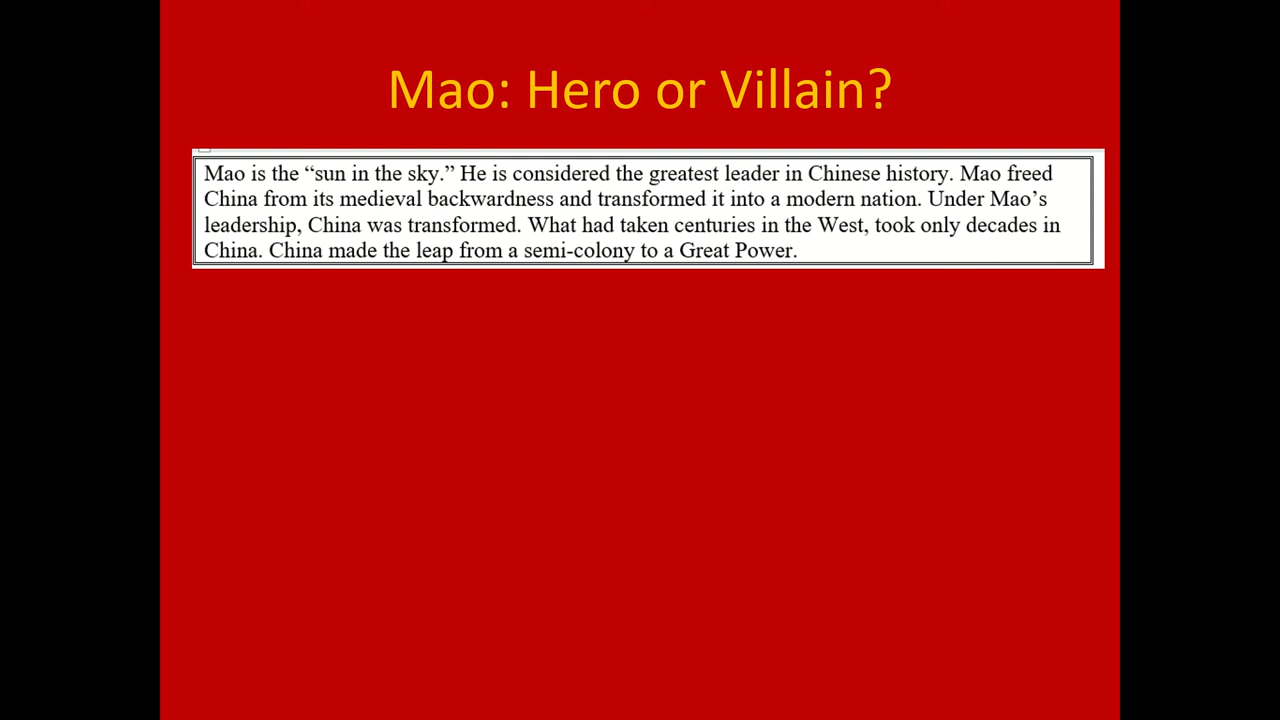 Mao: Hero or Villain?
Mao is the “sun in the sky.” He is considered the greatest leader in Chinese history. Mao freed
China from its medieval backwardness and transformed it into a modern nation. Under Mao’s
leadership, China was transformed. What had taken centuries in the West, took only decades in
China. China made the leap from a semi-colony to a Great Power.